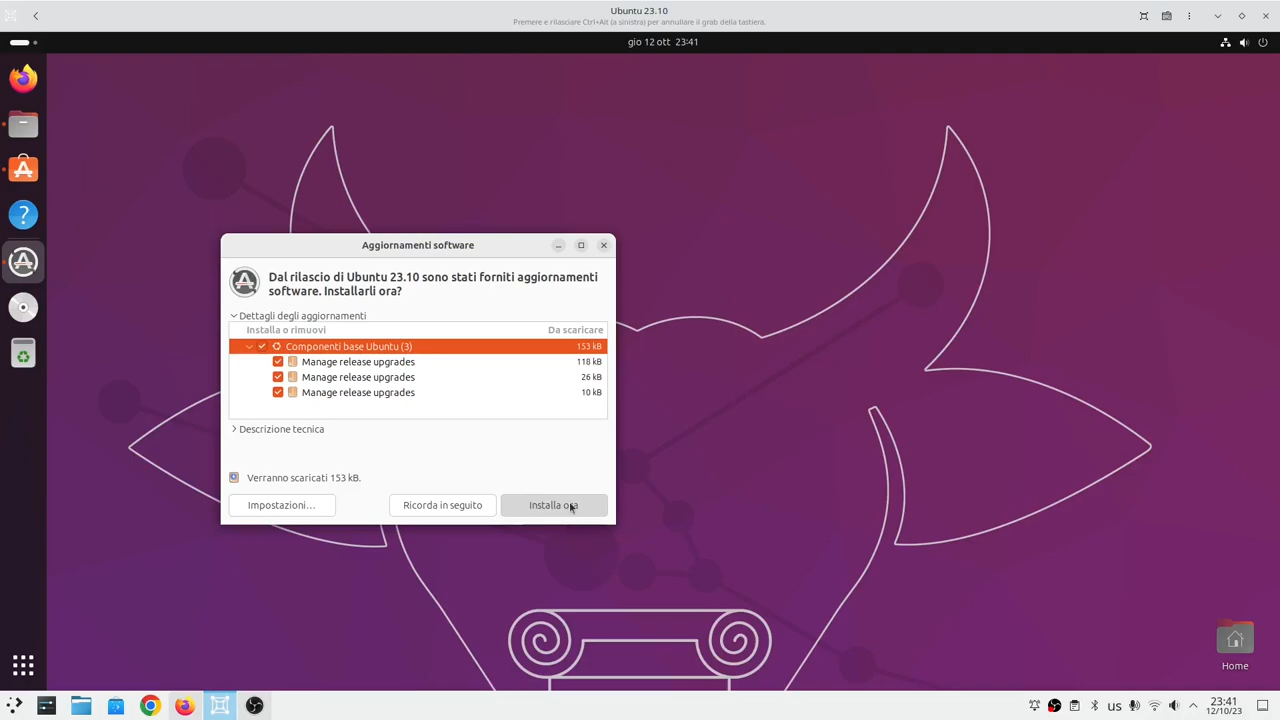 Ubuntu 23.10
Premere e rilasciare Ctrl+Alt (a sinistra) per annullare il grab della tastiera.
gio 12 ott 23:41
Aggiornamenti software
Dal rilascio di Ubuntu 23.10 sono stati forniti aggiornamenti
software. Installarli ora?
Dettagli degli aggiornamenti
Installa o rimuovi Da scaricare
Componenti base Ubuntu (3) 153 kB
Manage release upgrades 118 kB
Manage release upgrades 26 kB
Manage release upgrades 10 kB
Descrizione tecnica
Verranno scaricati 153 kB.
Impostazioni… Ricorda in seguito Installa ora
Home
us 23:41
12/10/23